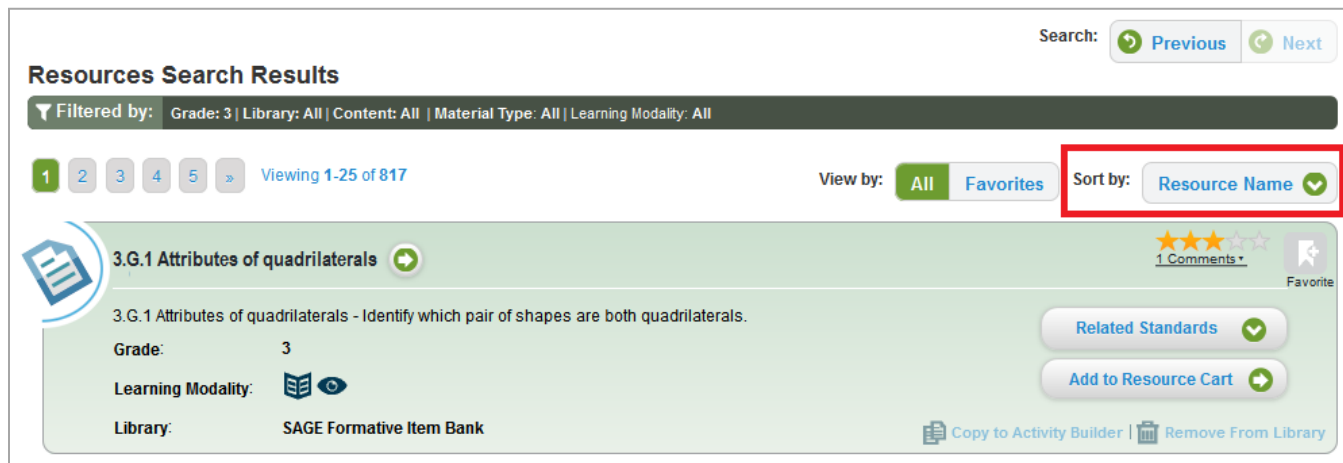 Search: Previous Next
Resources Search Results
Filtered by: Grade: 3 | Library: All | Content: All | Material Type: All | Learning Modality: All
1 2 3 4 5 » Viewing 1-25 of 817 View by: All Favorites Sort by: Resource Name
3.G.1 Attributes of quadrilaterals
1 Comments
Favorite
3.G.1 Attributes of quadrilaterals - Identify which pair of shapes are both quadrilaterals.
Related Standards
Grade: 3
Add to Resource Cart
Learning Modality:
Library: SAGE Formative Item Bank
Copy to Activity Builder | Remove From Library